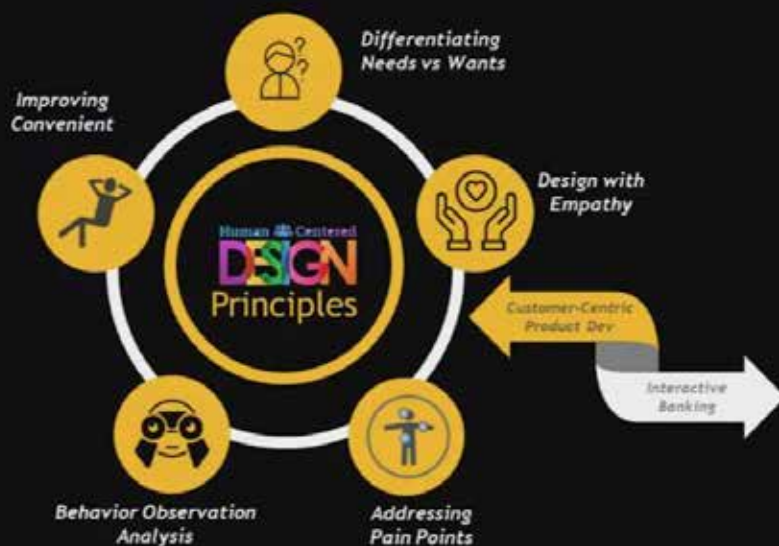 Differentiating
Needs vs Wants
Improving
Convenient
Design with
Empathy
Human Centered
DESIGN
Principles
Customer-Centric
Product Dev
Interactive
Banking
Behavior Observation
Analysis
Addressing
Pain Points